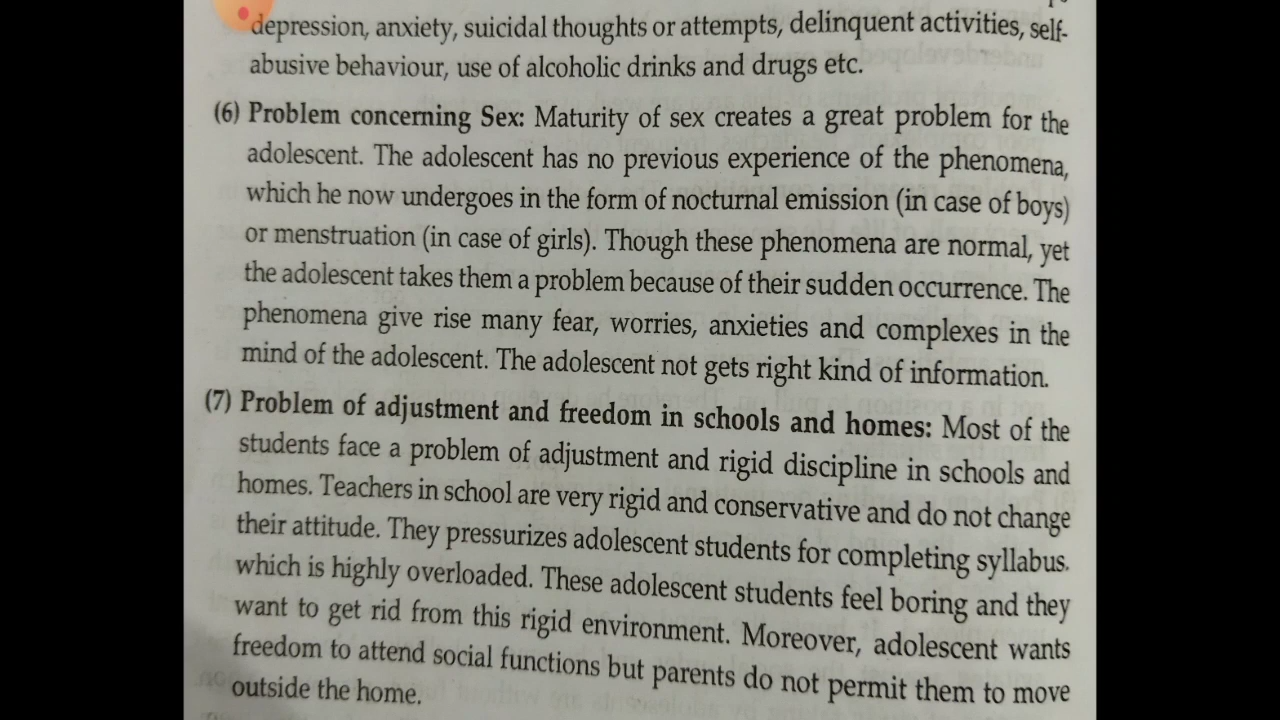 depression, anxiety, suicidal thoughts or attempts, delinquent activities, self-
abusive behaviour, use of alcoholic drinks and drugs etc.
(6) Problem concerning Sex: Maturity of sex creates a great problem for the
adolescent. The adolescent has no previous experience of the phenomena,
which he now undergoes in the form of nocturnal emission (in case of boys)
or menstruation (in case of girls). Though these phenomena are normal, yet
the adolescent takes them a problem because of their sudden occurrence. The
phenomena give rise many fear, worries, anxieties and complexes in the
mind of the adolescent. The adolescent not gets right kind of information.
(7) Problem of adjustment and freedom in schools and homes: Most of the
students face a problem of adjustment and rigid discipline in schools and
homes. Teachers in school are very rigid and conservative and do not change
their attitude. They pressurizes adolescent students for completing syllabus.
which is highly overloaded. These adolescent students feel boring and they
want to get rid from this rigid environment. Moreover, adolescent wants
freedom to attend social functions but parents do not permit them to move
outside the home.